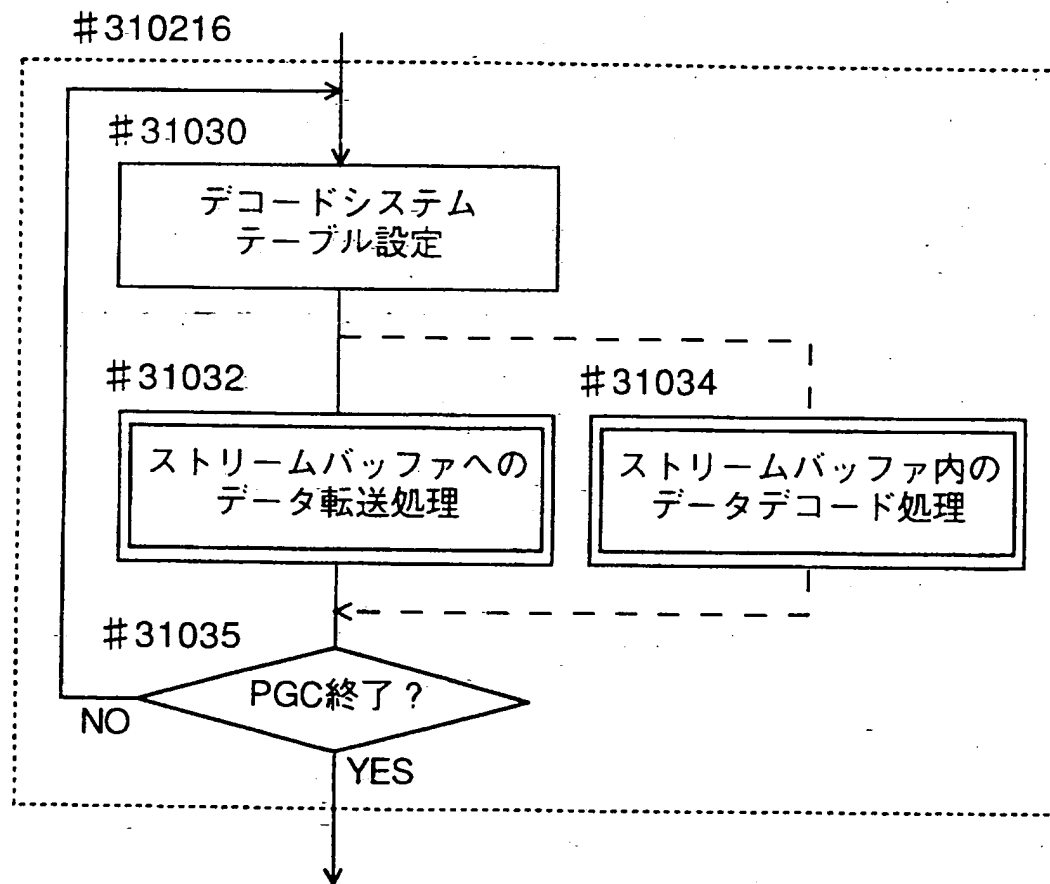 #310216
#31030
デコードシステム
テーブル設定
#31032
#31034
ストリームバッファへの
データ転送処理
ストリームバッファ内の
データデコード処理
#31035
PGC終了?
NO
YES